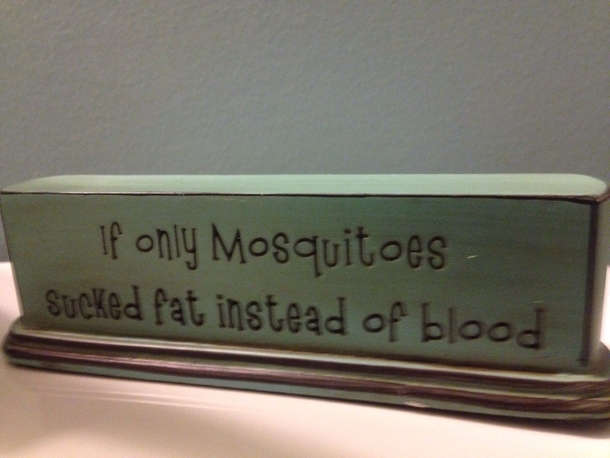 If only Mosquitoes
sucked fat instead of blood